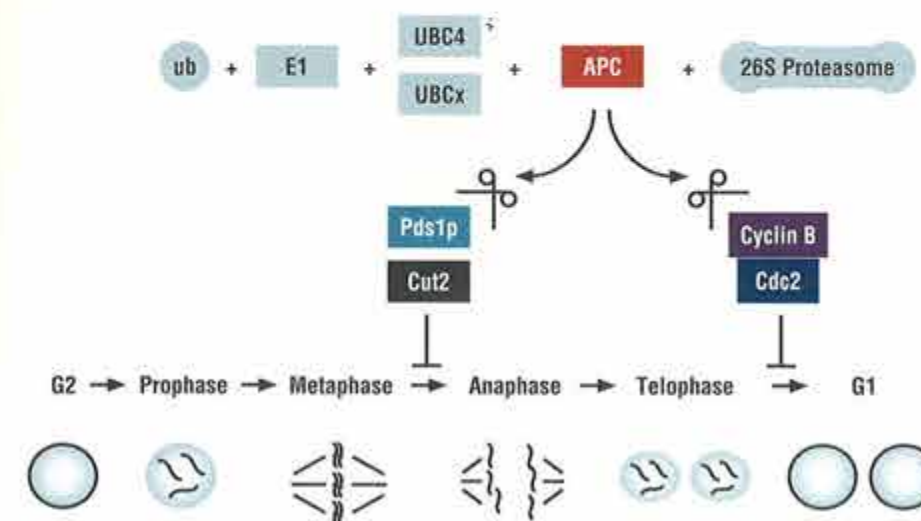 UBC4
ub + E1 + + APC + 26S Proteasome
UBCx
Pds1p
Cut2
Cyclin B
Cdc2
G2 Prophase Metaphase Anaphase Telophase G1